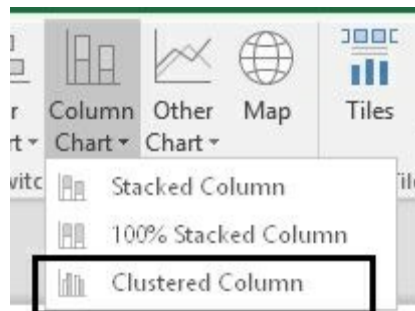 Column Other Map Tiles
Chart Chart
Stacked Column
100% Stacked Column
Clustered Column